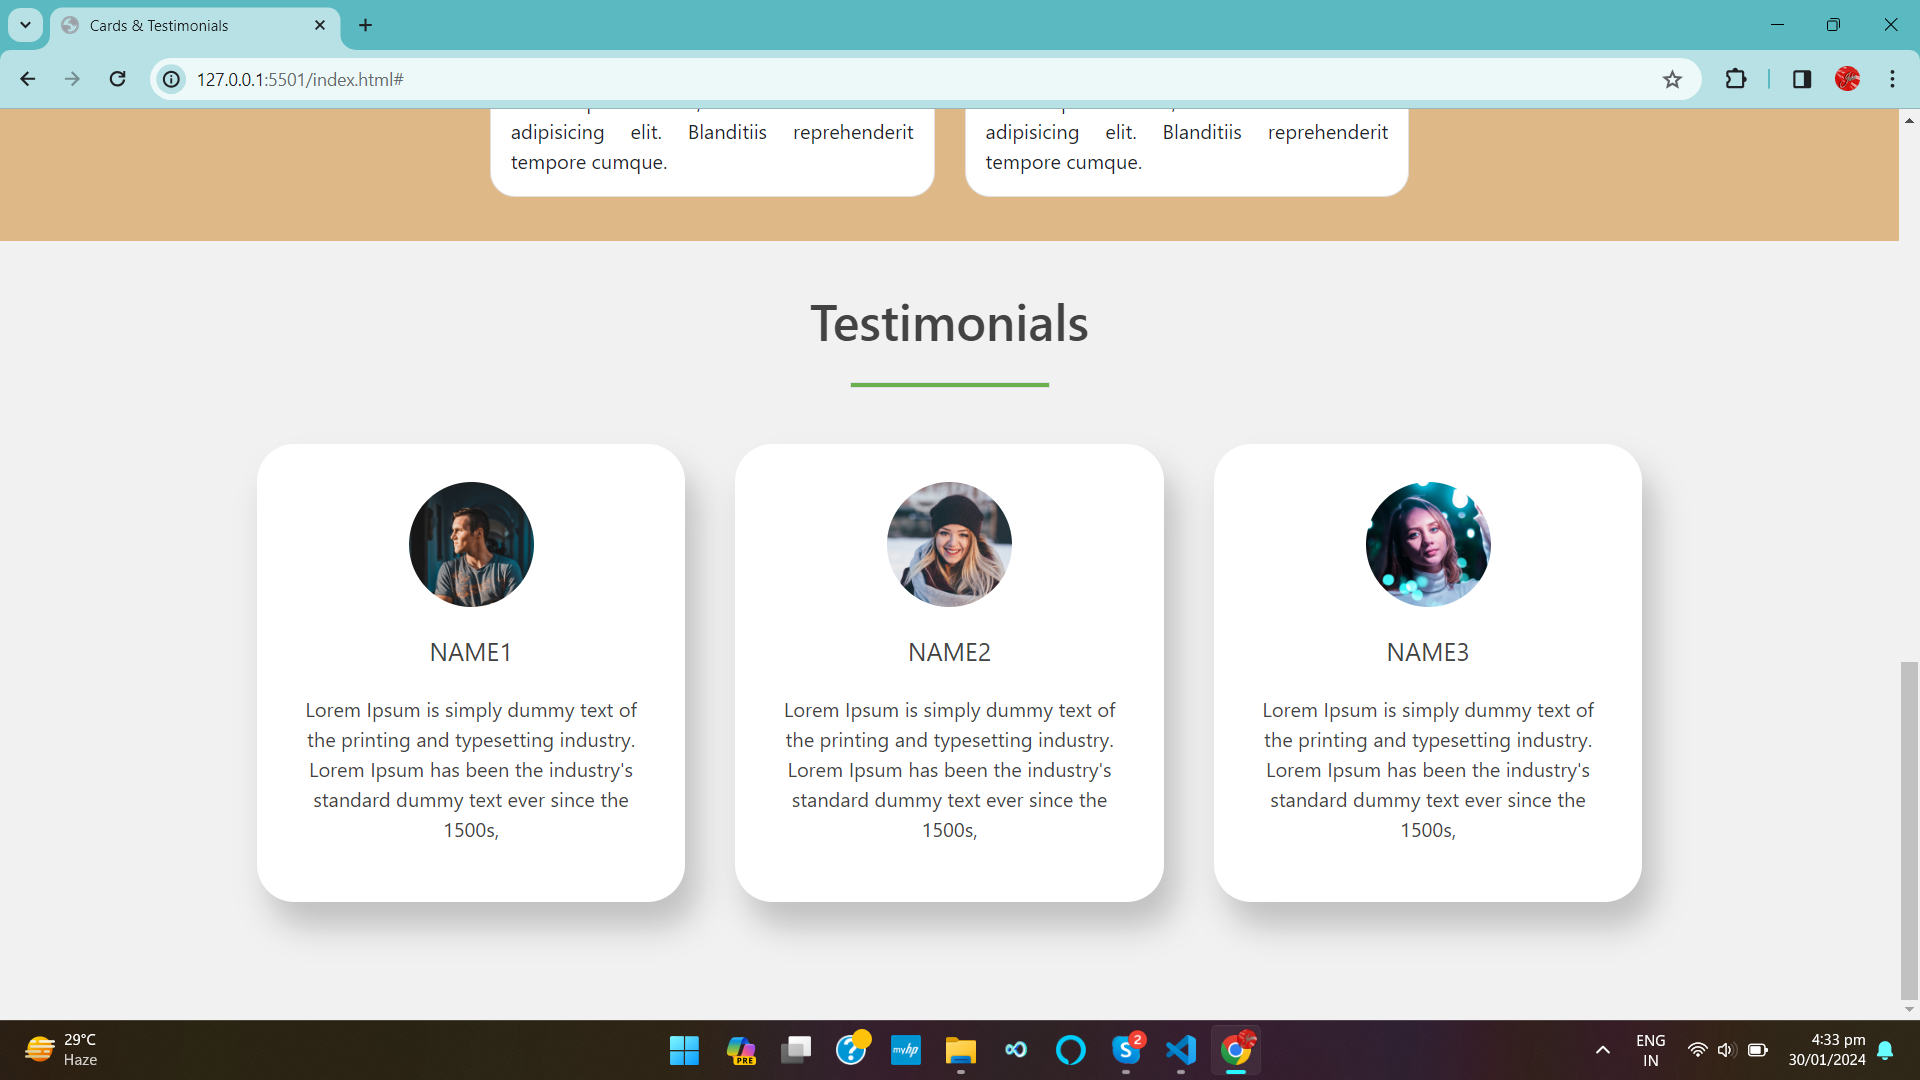 Cards & Testimonials
127.0.0.1:5501/index.html#
adipisicing elit. Blanditiis reprehenderit
tempore cumque.
adipisicing elit. Blanditiis reprehenderit
tempore cumque.
Testimonials
NAME1
Lorem Ipsum is simply dummy text of
the printing and typesetting industry.
Lorem Ipsum has been the industry's
standard dummy text ever since the
1500s,
NAME2
Lorem Ipsum is simply dummy text of
the printing and typesetting industry.
Lorem Ipsum has been the industry's
standard dummy text ever since the
1500s,
NAME3
Lorem Ipsum is simply dummy text of
the printing and typesetting industry.
Lorem Ipsum has been the industry's
standard dummy text ever since the
1500s,
29°C
Haze
PRE
myhp
S
2
ENG
IN
4:33 pm
30/01/2024